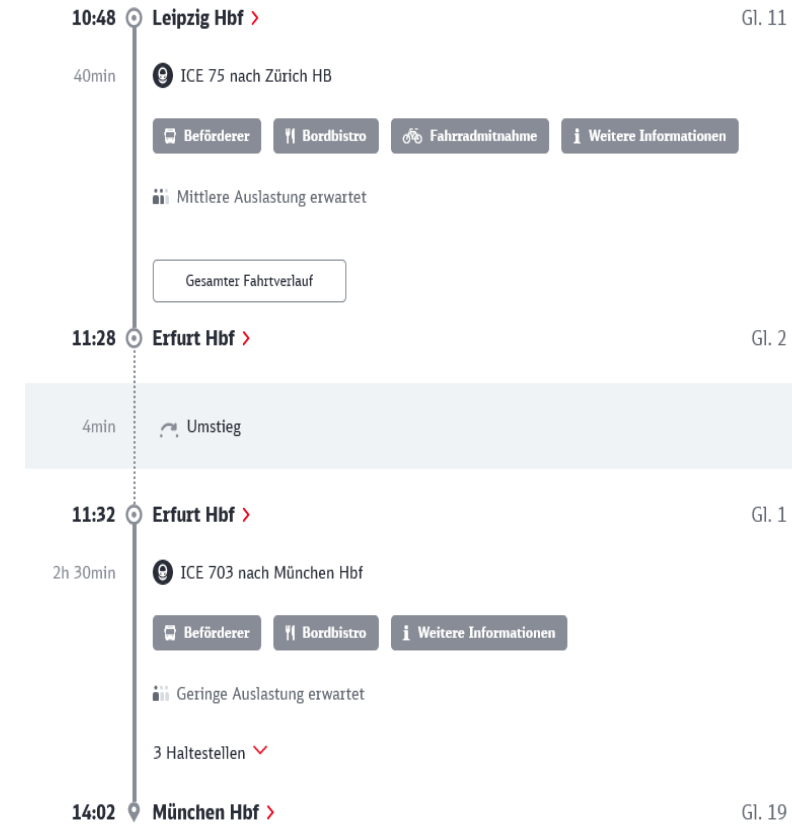 10:48 Leipzig Hbf Gl. 11
40min ICE 75 nach Zürich HB
Beförderer Bordbistro Fahrradmitnahme Weitere Informationen
Mittlere Auslastung erwartet
Gesamter Fahrtverlauf
11:28 Erfurt Hbf Gl. 2
4min Umstieg
11:32 Erfurt Hbf Gl. 1
2h 30min ICE 703 nach München Hbf
Beförderer Bordbistro Weitere Informationen
Geringe Auslastung erwartet
3 Haltestellen
14:02 München Hbf Gl. 19